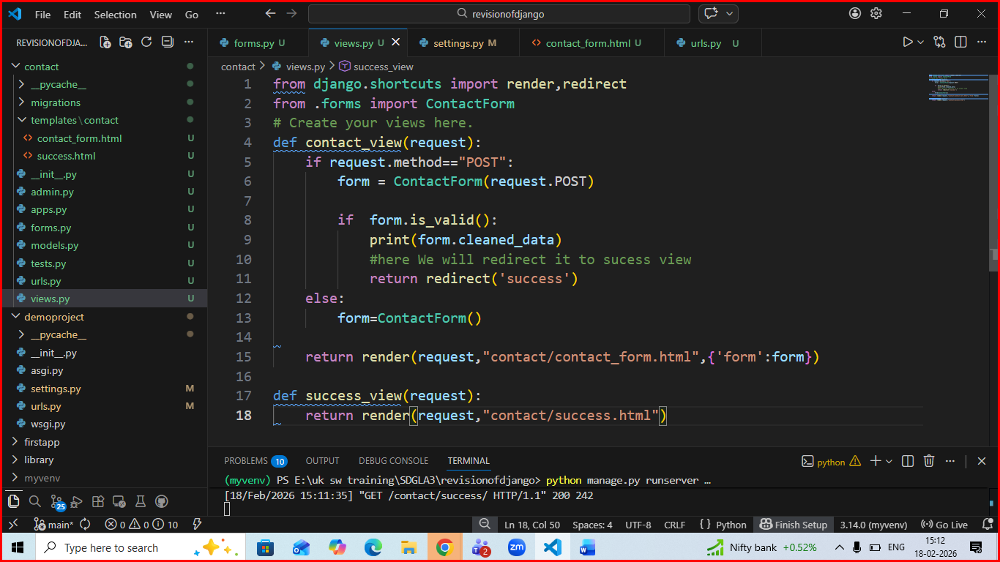 File Edit Selection View Go ··· revisionofdjango
REVISIONOFDJA...
forms.py U views.py U settings.py M contact_form.html U urls.py U
contact > views.py > success_view
contact
__pycache__
migrations
templates\contact
contact_form.html U
success.html U
__init__.py U
admin.py U
apps.py U
forms.py U
models.py U
tests.py U
urls.py U
views.py U
demoproject
__pycache__
__init__.py
asgi.py
settings.py M
urls.py M
wsgi.py
firstapp
library
myvenv
1 from django.shortcuts import render,redirect
2 from .forms import ContactForm
3 # Create your views here.
4 def contact_view(request):
5 if request.method=="POST":
6 form = ContactForm(request.POST)
7
8 if form.is_valid():
9 print(form.cleaned_data)
10 #here We will redirect it to sucess view
11 return redirect('success')
12 else:
13 form=ContactForm()
14
15 return render(request,"contact/contact_form.html",{'form':form})
16
17 def success_view(request):
18 return render(request,"contact/success.html")
PROBLEMS 10 OUTPUT DEBUG CONSOLE TERMINAL python
(myvenv) PS E:\uk sw training\SDGLA3\revisionofdjango> python manage.py runserver …
[18/Feb/2026 15:11:35] "GET /contact/success/ HTTP/1.1" 200 242
25
main* 0 0 10 Ln 18, Col 50 Spaces: 4 UTF-8 CRLF {} Python Finish Setup 3.14.0 (myvenv) Go Live
Type here to search 2 zm Nifty bank +0.52% ENG 15:12
18-02-2026